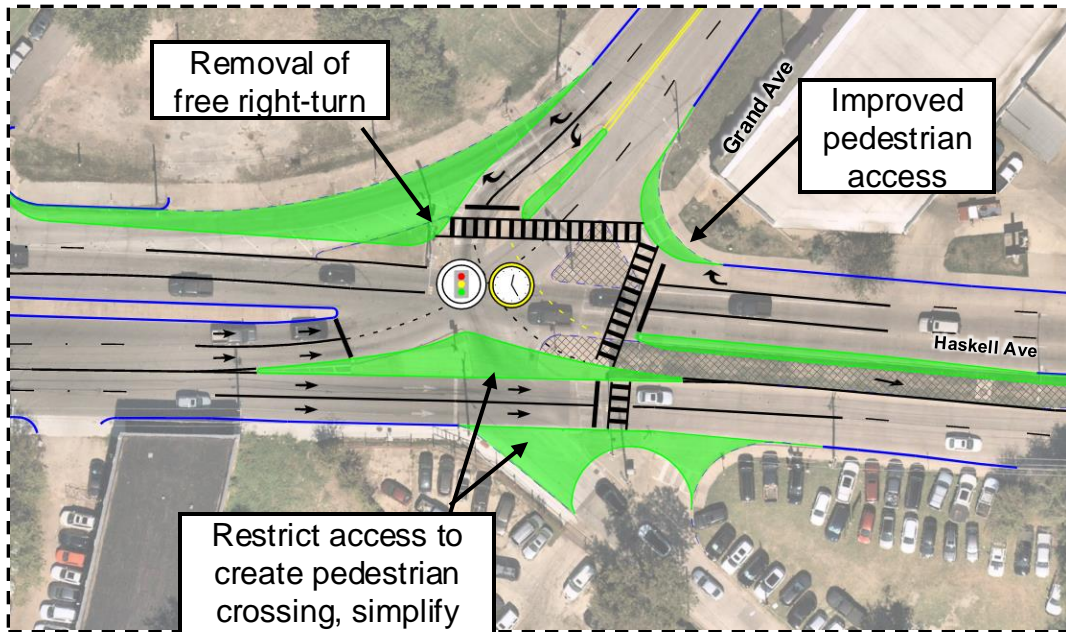 Removal of
free right-turn
Grand Ave
Improved
pedestrian
access
Haskell Ave
Restrict access to
create pedestrian
crossing, simplify